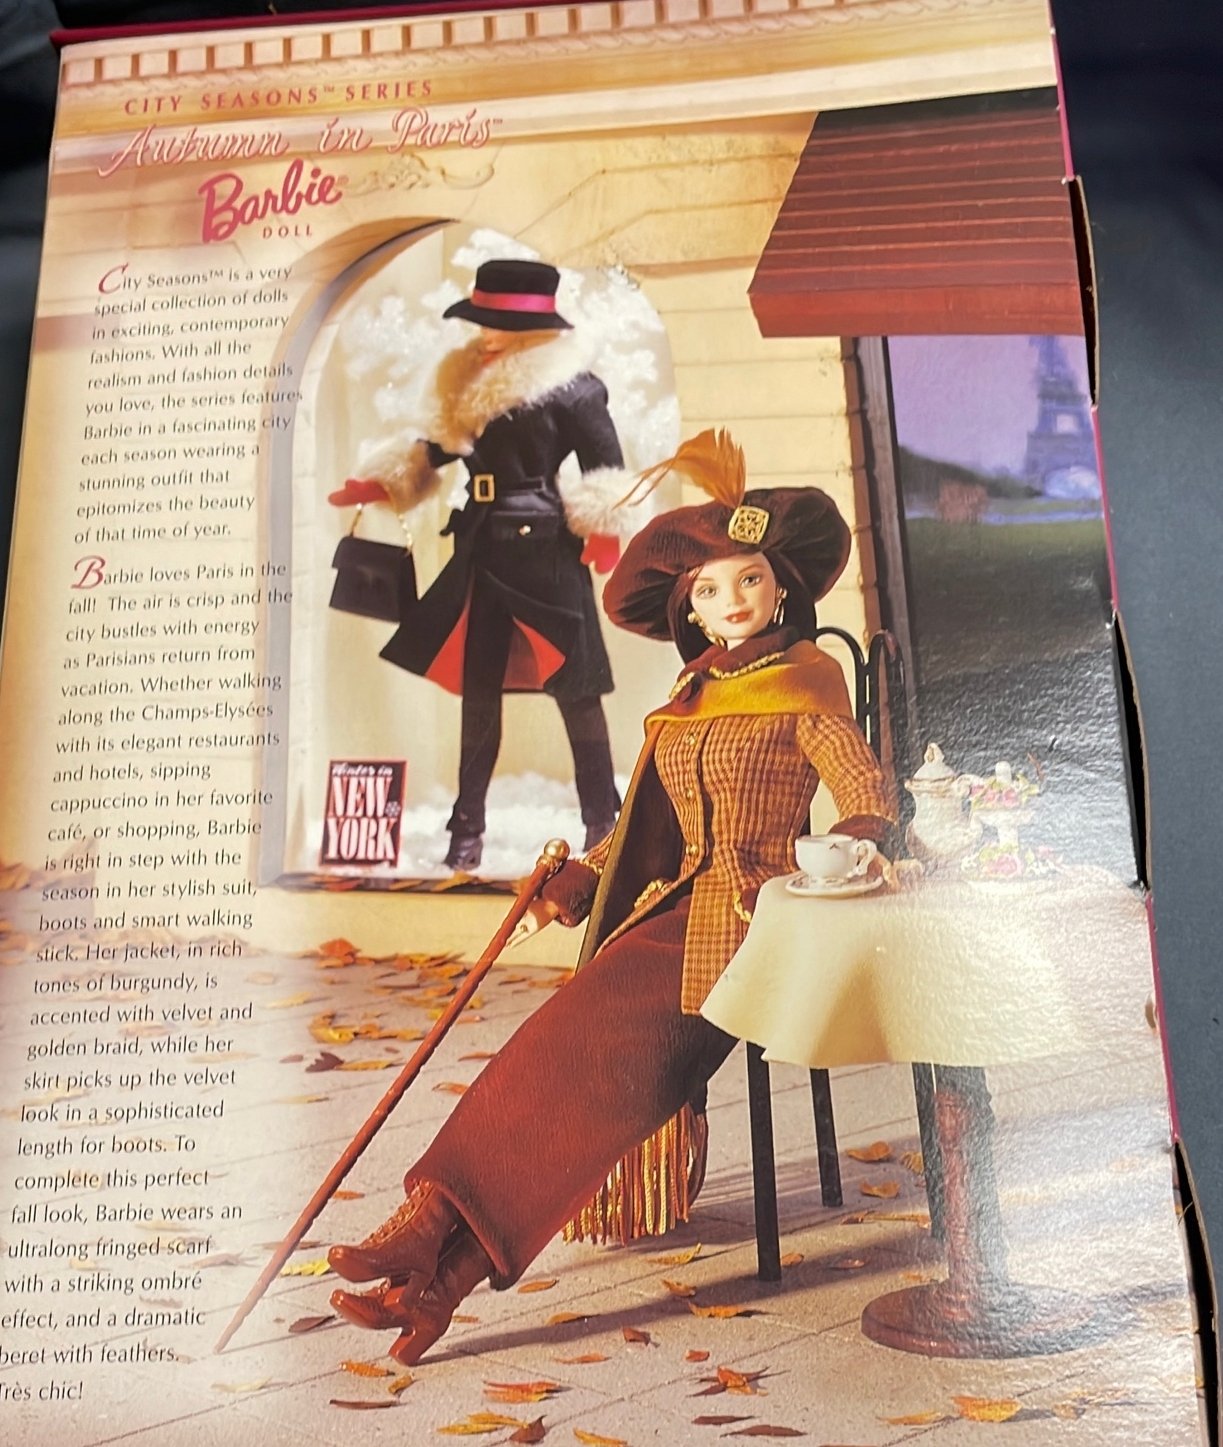 CITY SEASONS™ SERIES
Autumn in Paris™
Barbie®
DOLL
City Seasons™ is a very
special collection of dolls
in exciting, contemporary
fashions. With all the
realism and fashion details
you love, the series features
Barbie in a fascinating city
each season wearing a
stunning outfit that
epitomizes the beauty
of that time of year.
Barbie loves Paris in the
fall! The air is crisp and the
city bustles with energy
as Parisians return from
vacation. Whether walking
along the Champs-Elysées
with its elegant restaurants
and hotels, sipping
cappuccino in her favorite
café, or shopping, Barbie
is right in step with the
season in her stylish suit,
boots and smart walking
stick. Her jacket, in rich
tones of burgundy, is
accented with velvet and
golden braid, while her
skirt picks up the velvet
look in a sophisticated
length for boots. To
complete this perfect
fall look, Barbie wears an
ultralong fringed scarf
with a striking ombré
effect, and a dramatic
beret with feathers.
Très chic!
Winter in
NEW
YORK